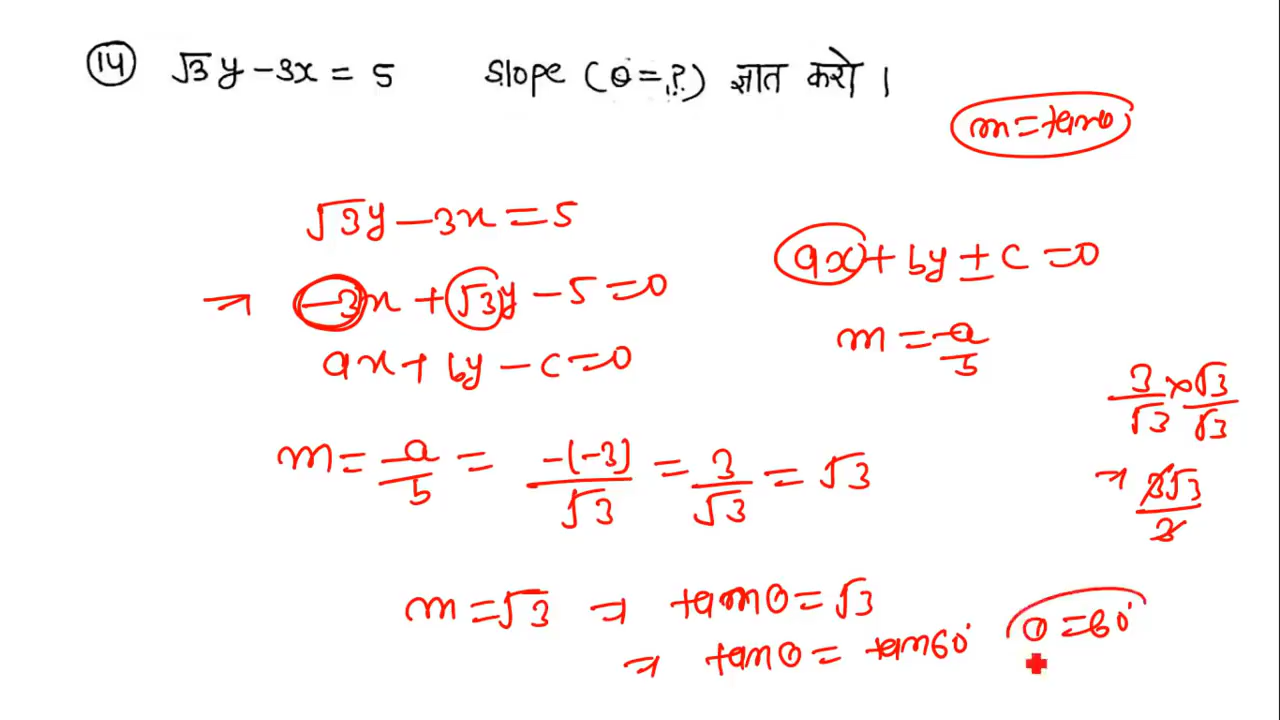 14 √3y - 3x = 5 Slope (θ = ?) ज्ञात करो ।
m = tanθ
√3y - 3x = 5
ax + by ± c = 0
⇒ -3x + √3y - 5 = 0
m = -a/b
ax + by - c = 0
3/√3 × √3/√3
m = -a/b = -(-3)/√3 = 3/√3 = √3
→ 3√3/3
m = √3 ⇒ tanθ = √3
⇒ tanθ = tan60° θ = 60°